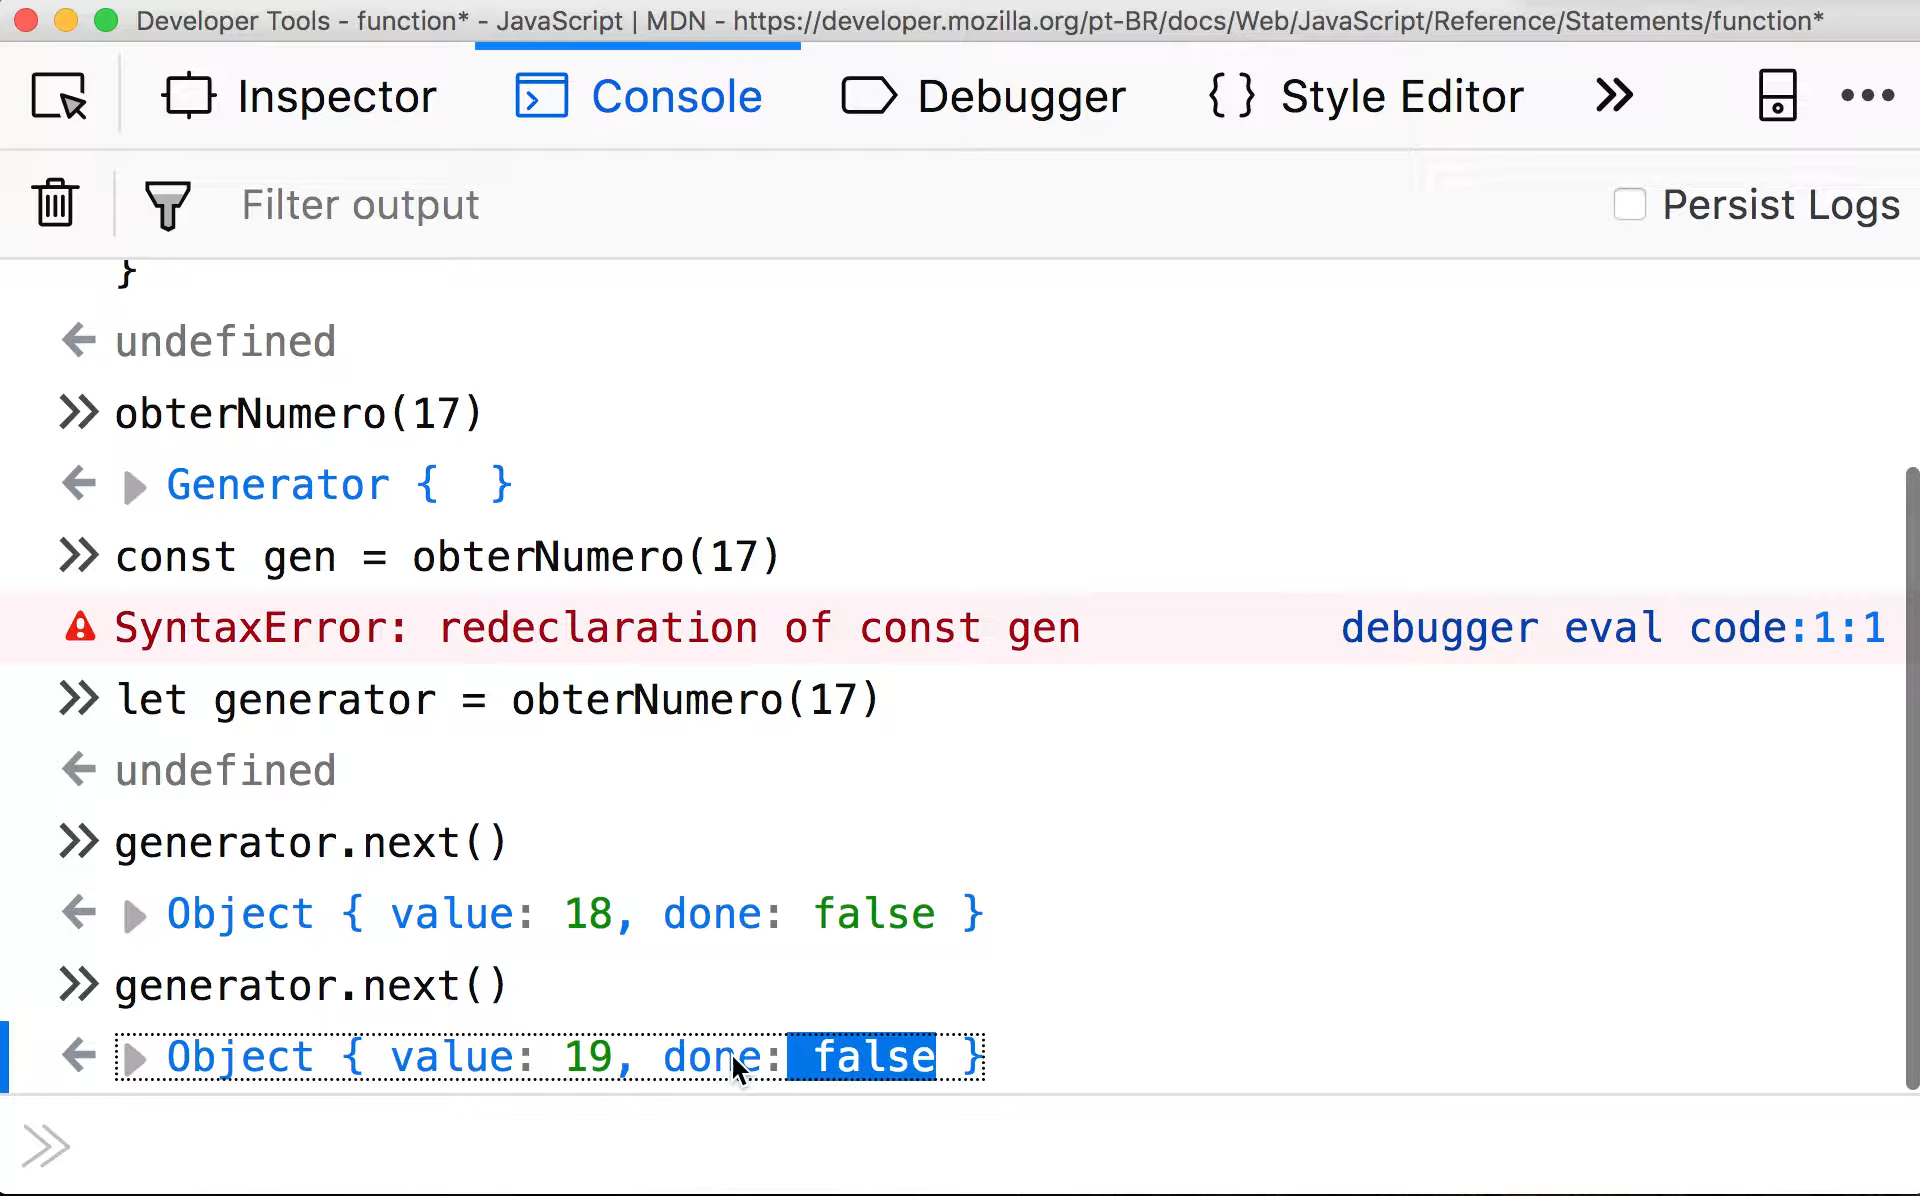 Developer Tools - function* - JavaScript | MDN - https://developer.mozilla.org/pt-BR/docs/Web/JavaScript/Reference/Statements/function*
Inspector Console Debugger { } Style Editor
Filter output Persist Logs
}
undefined
obterNumero(17)
Generator {  }
const gen = obterNumero(17)
SyntaxError: redeclaration of const gen debugger eval code:1:1
let generator = obterNumero(17)
undefined
generator.next()
Object { value: 18, done: false }
generator.next()
Object { value: 19, done: false }